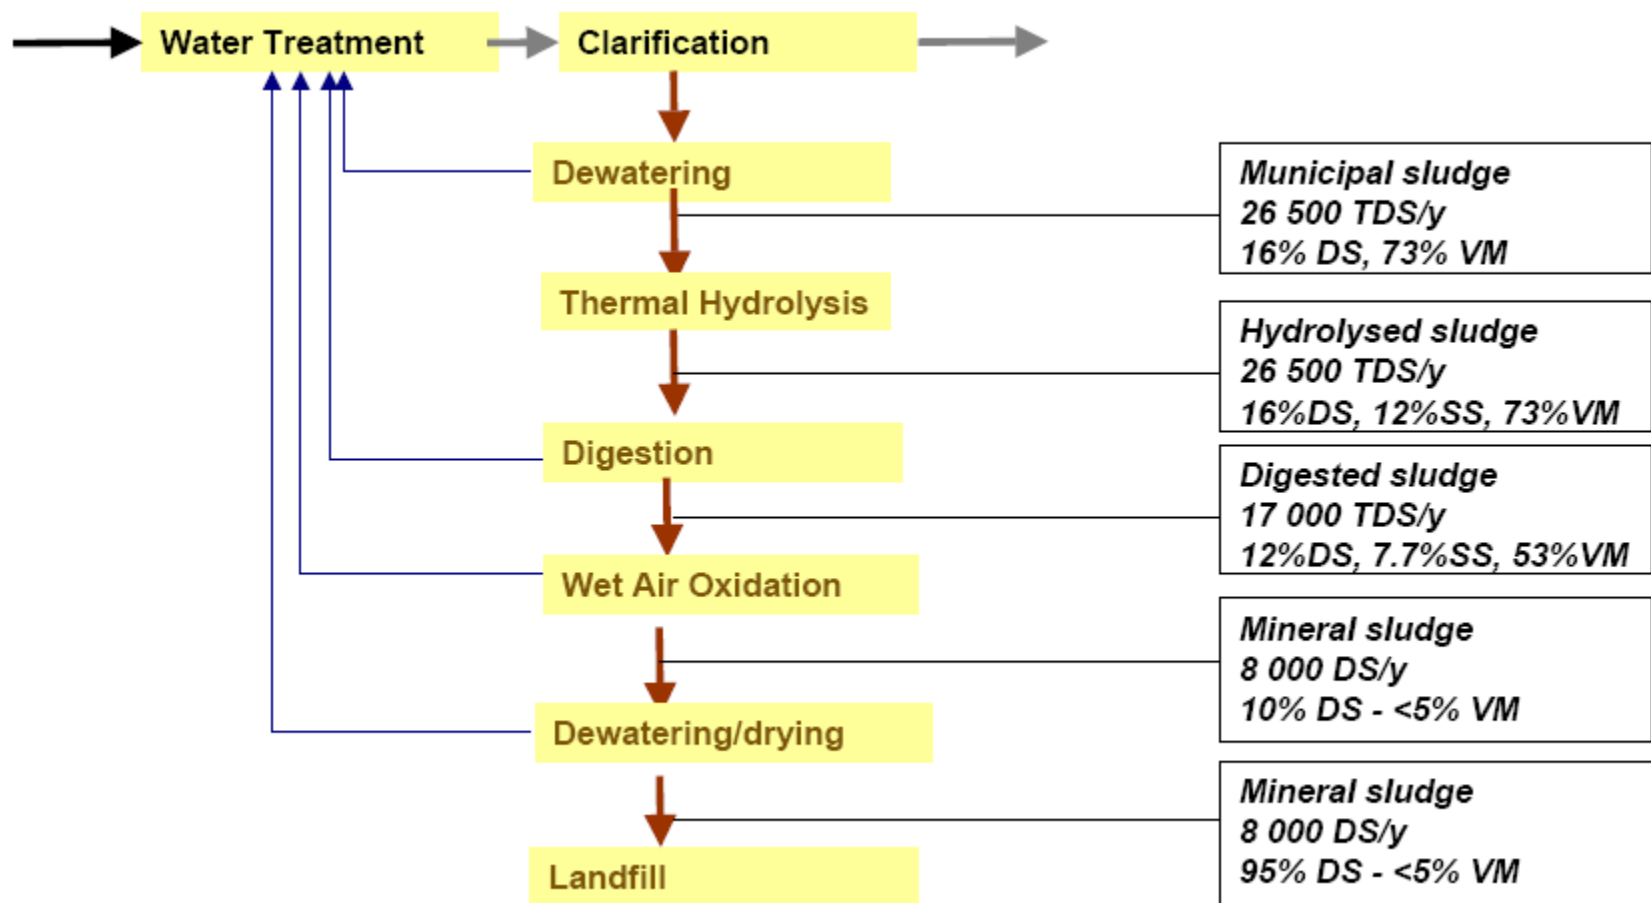 Water Treatment
Clarification
Dewatering
Municipal sludge
26 500 TDS/y
16% DS, 73% VM
Thermal Hydrolysis
Hydrolysed sludge
26 500 TDS/y
16%DS, 12%SS, 73%VM
Digestion
Digested sludge
17 000 TDS/y
12%DS, 7.7%SS, 53%VM
Wet Air Oxidation
Mineral sludge
8 000 DS/y
10% DS - <5% VM
Dewatering/drying
Mineral sludge
8 000 DS/y
95% DS - <5% VM
Landfill